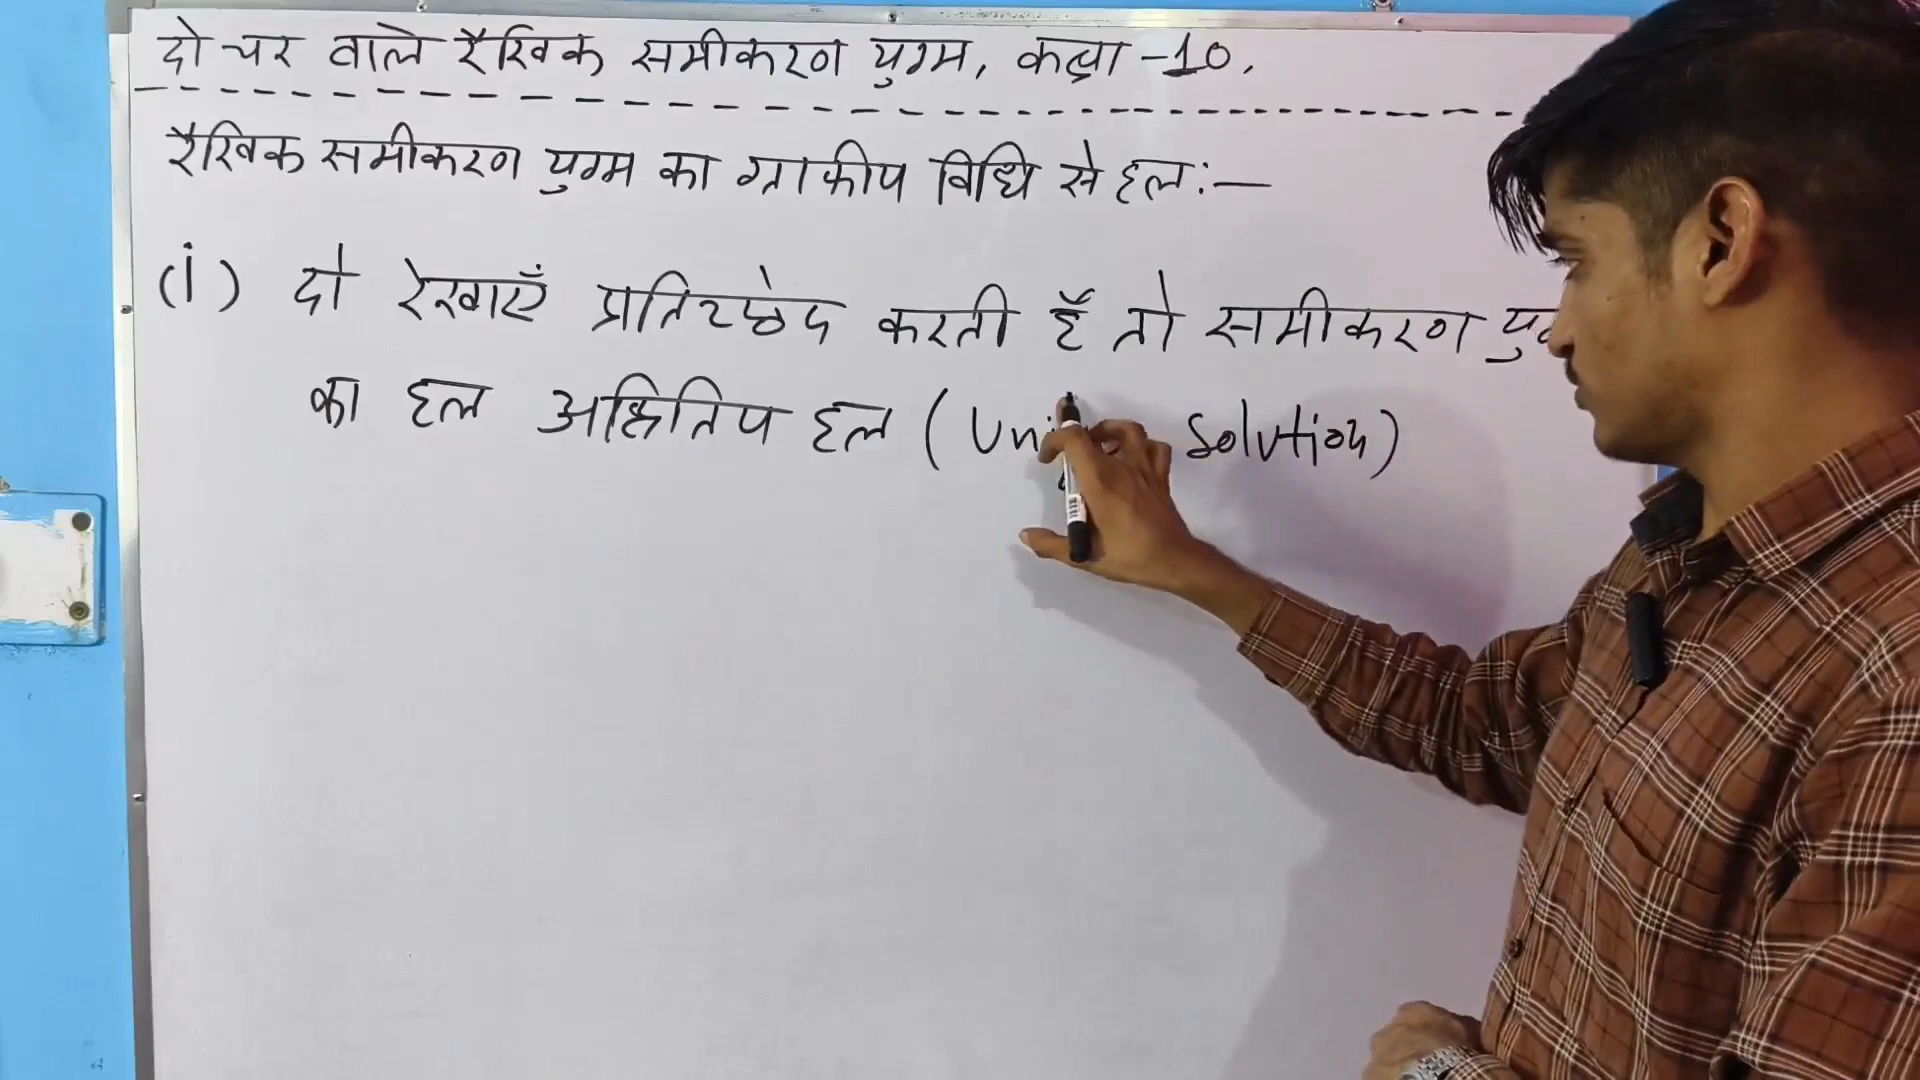 दो चर वाले रैखिक समीकरण युग्म, कक्षा -10.
रैखिक समीकरण युग्म का ग्राफीय विधि से हल:—
(i) दो रेखाएँ प्रतिच्छेद करती हैं तो समीकरण
का हल अद्वितिय हल ( Solution)